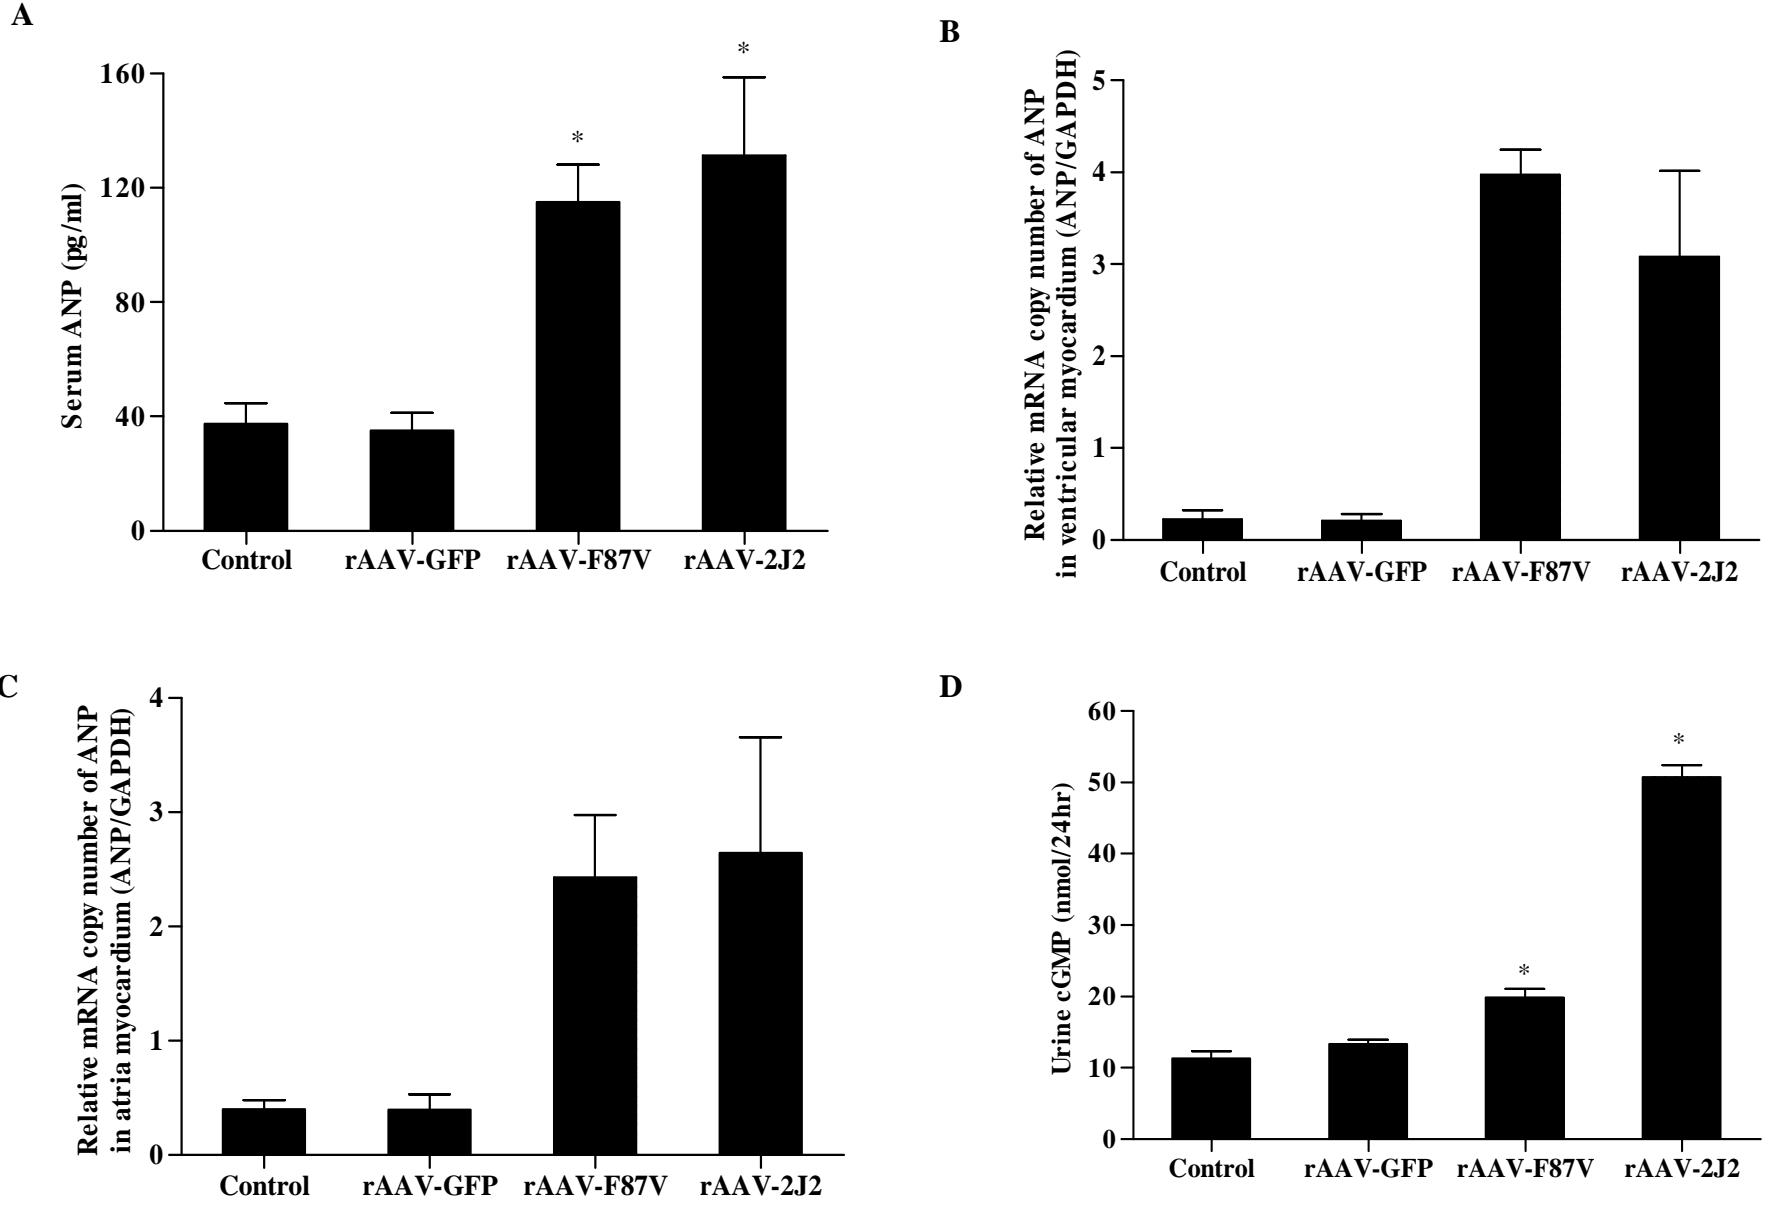 A
Serum ANP (pg/ml)
160
*
*
120
80
40
0
Control rAAV-GFP rAAV-F87V rAAV-2J2
B
Relative mRNA copy number of ANP
in ventricular myocardium (ANP/GAPDH)
5
4
3
2
1
0
Control rAAV-GFP rAAV-F87V rAAV-2J2
C
Relative mRNA copy number of ANP
in atria myocardium (ANP/GAPDH)
4
3
2
1
0
Control rAAV-GFP rAAV-F87V rAAV-2J2
D
Urine cGMP (nmol/24hr)
60
*
50
40
30
*
20
10
0
Control rAAV-GFP rAAV-F87V rAAV-2J2